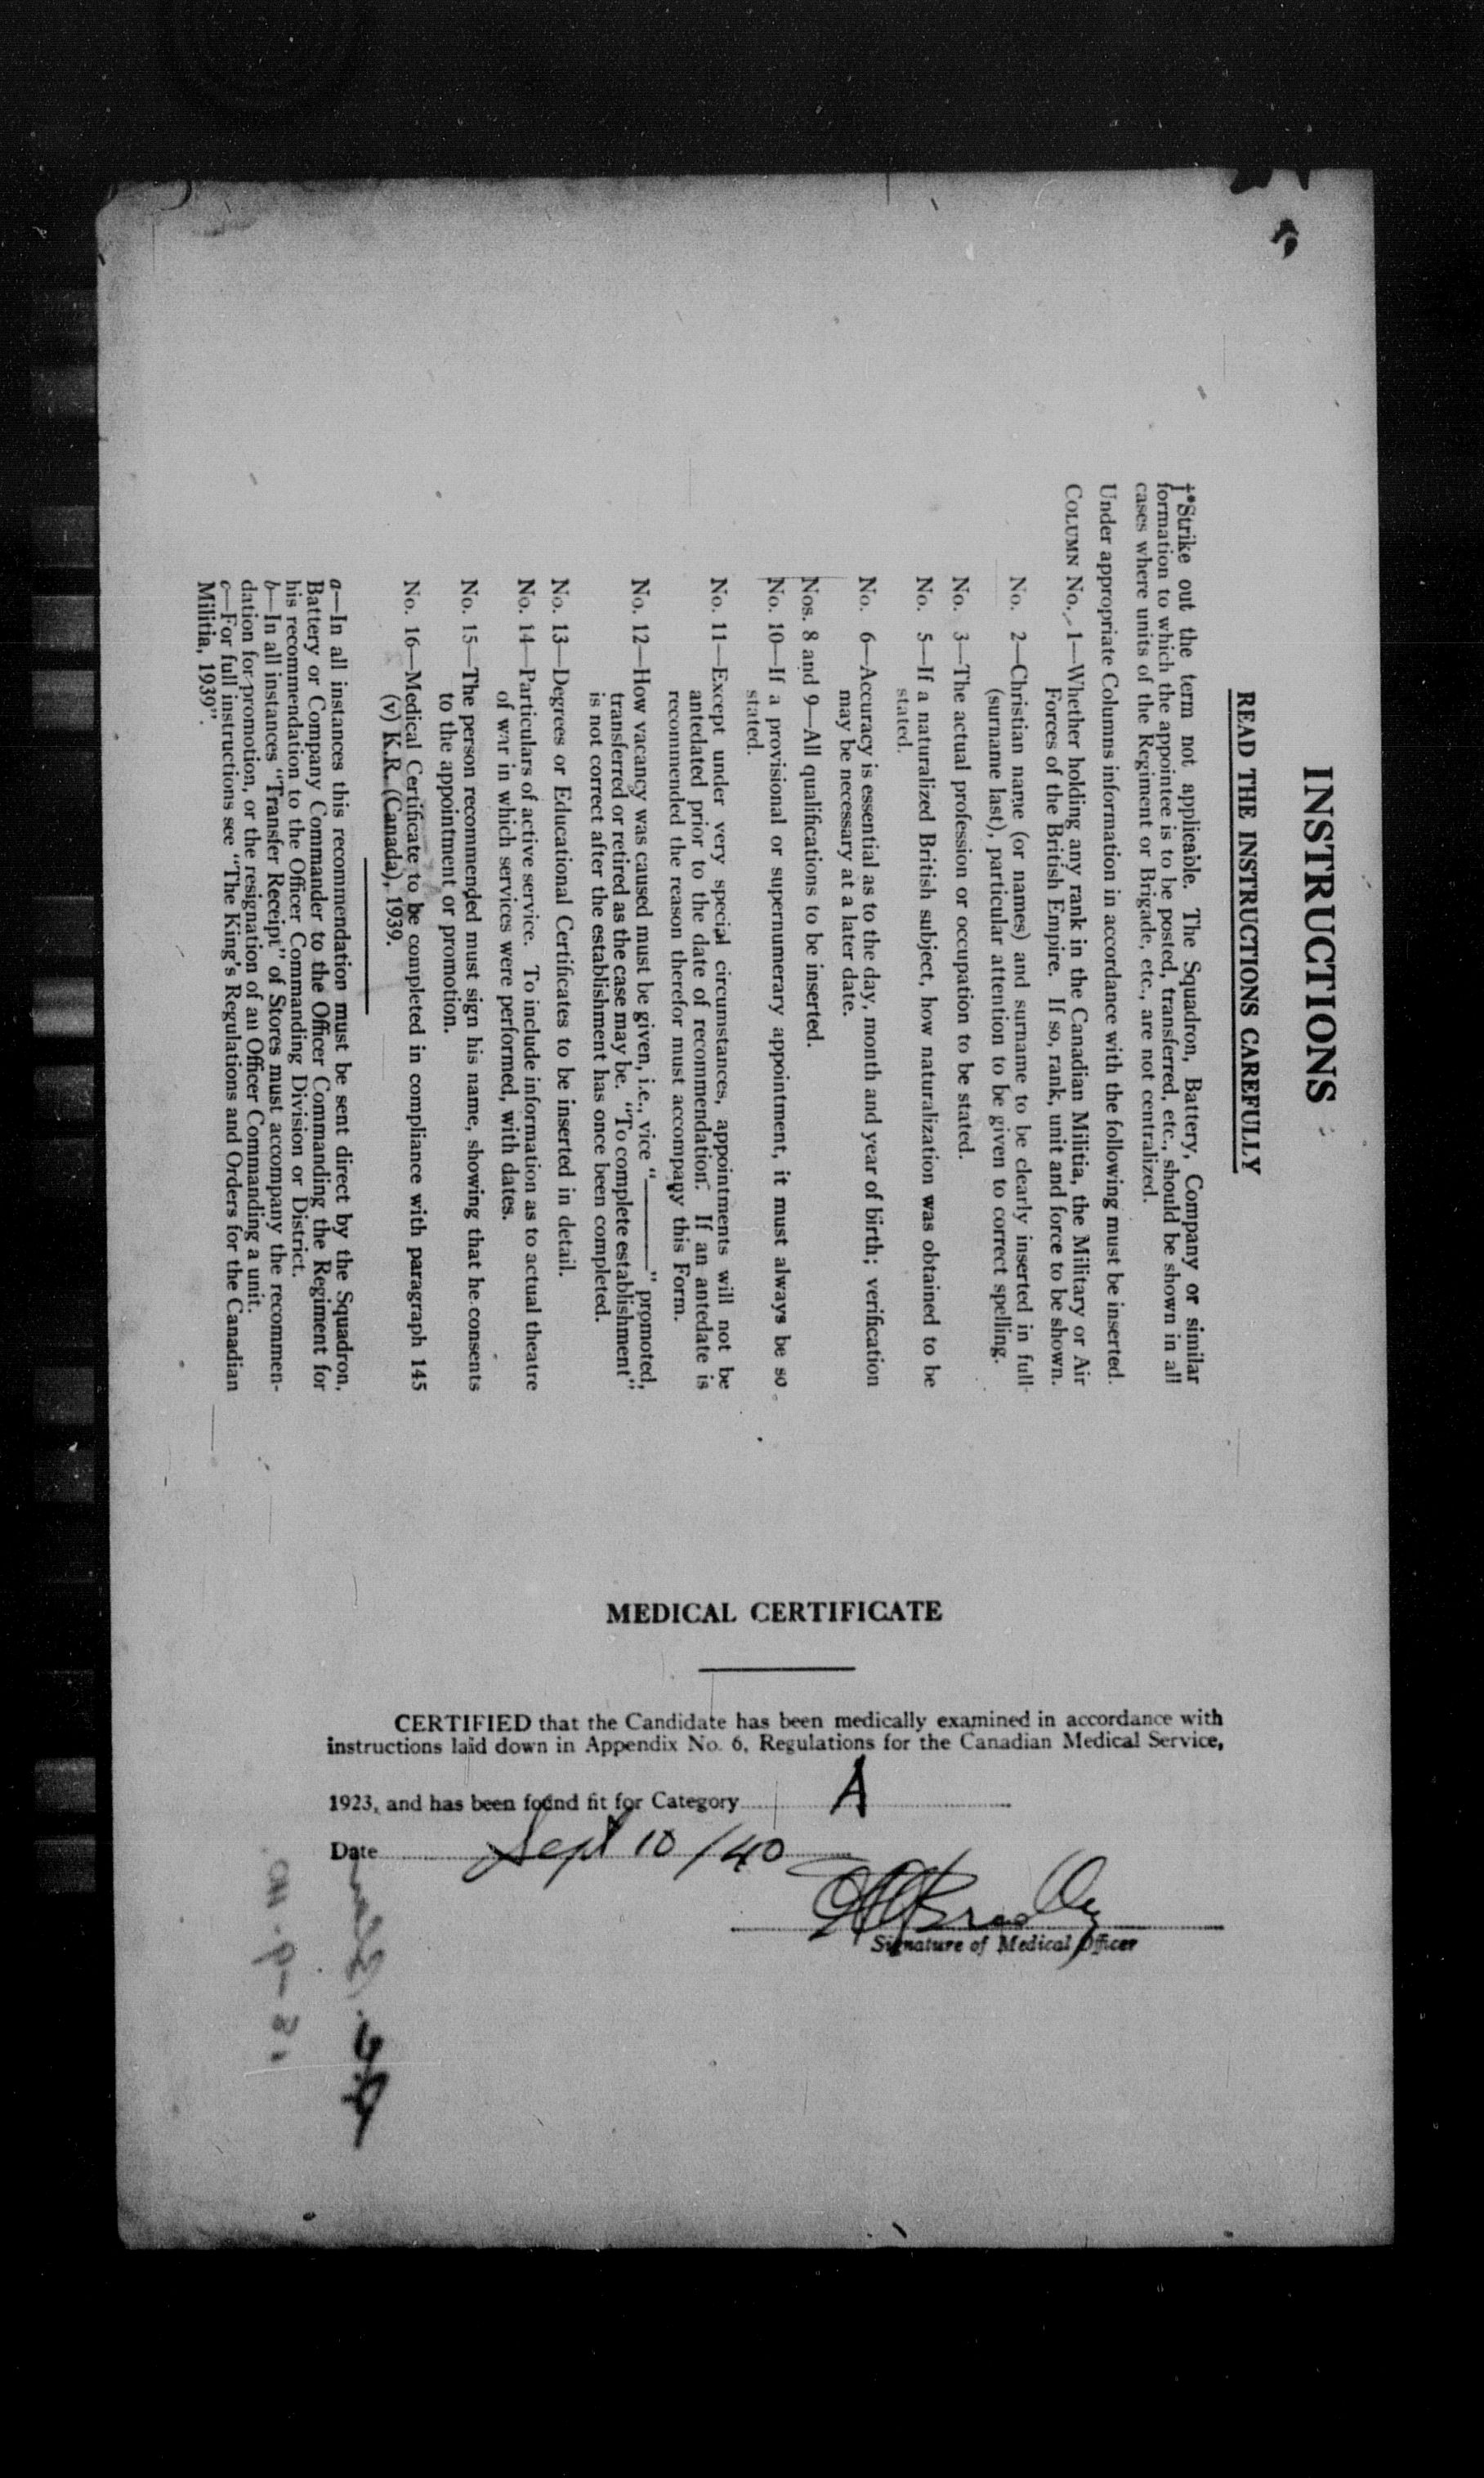 INSTRUCTIONS
READ THE INSTRUCTIONS CAREFULLY
†*Strike out the term not applicable. The Squadron, Battery, Company or similar
formation to which the appointee is to be posted, transferred, etc., should be shown in all
cases where units of the Regiment or Brigade, etc., are not centralized.
Under appropriate Columns information in accordance with the following must be inserted.
COLUMN No. 1—Whether holding any rank in the Canadian Militia, the Military or Air
Forces of the British Empire. If so, rank, unit and force to be shown.
No. 2—Christian name (or names) and surname to be clearly inserted in full
(surname last), particular attention to be given to correct spelling.
No. 3—The actual profession or occupation to be stated.
No. 5—If a naturalized British subject, how naturalization was obtained to be
stated.
No. 6—Accuracy is essential as to the day, month and year of birth; verification
may be necessary at a later date.
Nos. 8 and 9—All qualifications to be inserted.
No. 10—If a provisional or supernumerary appointment, it must always be so
stated.
No. 11—Except under very special circumstances, appointments will not be
antedated prior to the date of recommendation. If an antedate is
recommended the reason therefor must accompany this Form.
No. 12—How vacancy was caused must be given, i.e., vice "________" promoted,
transferred or retired as the case may be. "To complete establishment"
is not correct after the establishment has once been completed.
No. 13—Degrees or Educational Certificates to be inserted in detail.
No. 14—Particulars of active service. To include information as to actual theatre
of war in which services were performed, with dates.
No. 15—The person recommended must sign his name, showing that he consents
to the appointment or promotion.
No. 16—Medical Certificate to be completed in compliance with paragraph 145
(v) K.R. (Canada), 1939.
a—In all instances this recommendation must be sent direct by the Squadron,
Battery or Company Commander to the Officer Commanding the Regiment for
his recommendation to the Officer Commanding Division or District.
b—In all instances "Transfer Receipt" of Stores must accompany the recommen-
dation for promotion, or the resignation of an Officer Commanding a unit.
c—For full instructions see "The King's Regulations and Orders for the Canadian
Militia, 1939".
MEDICAL CERTIFICATE
CERTIFIED that the Candidate has been medically examined in accordance with
instructions laid down in Appendix No. 6, Regulations for the Canadian Medical Service,
1923, and has been found fit for Category A
Date Sept 10/40
Bradley
Signature of Medical Officer